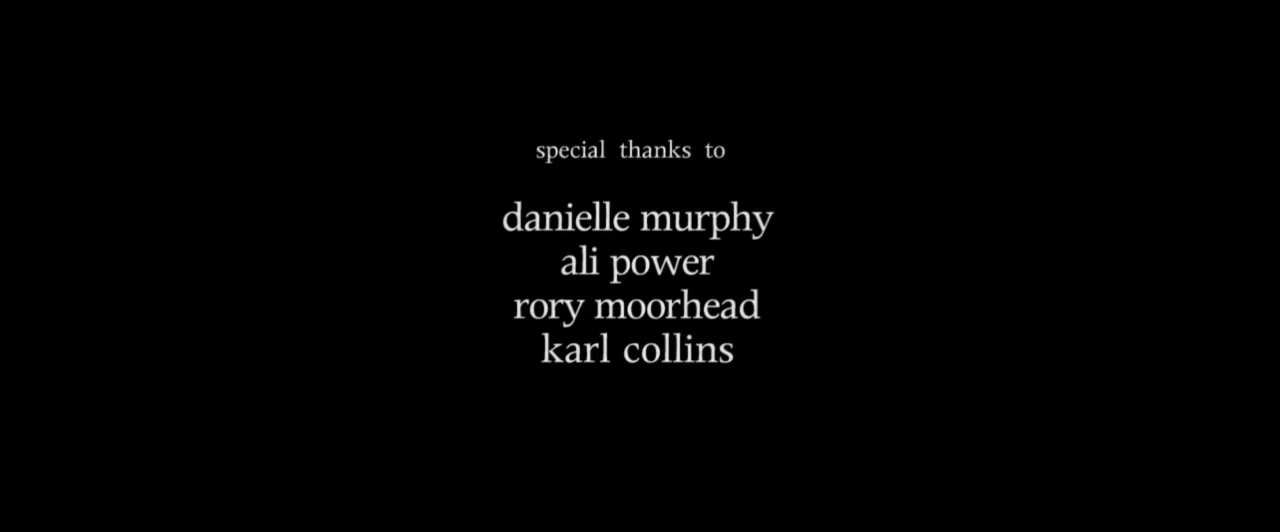 special thanks to
danielle murphy
ali power
rory moorhead
karl collins